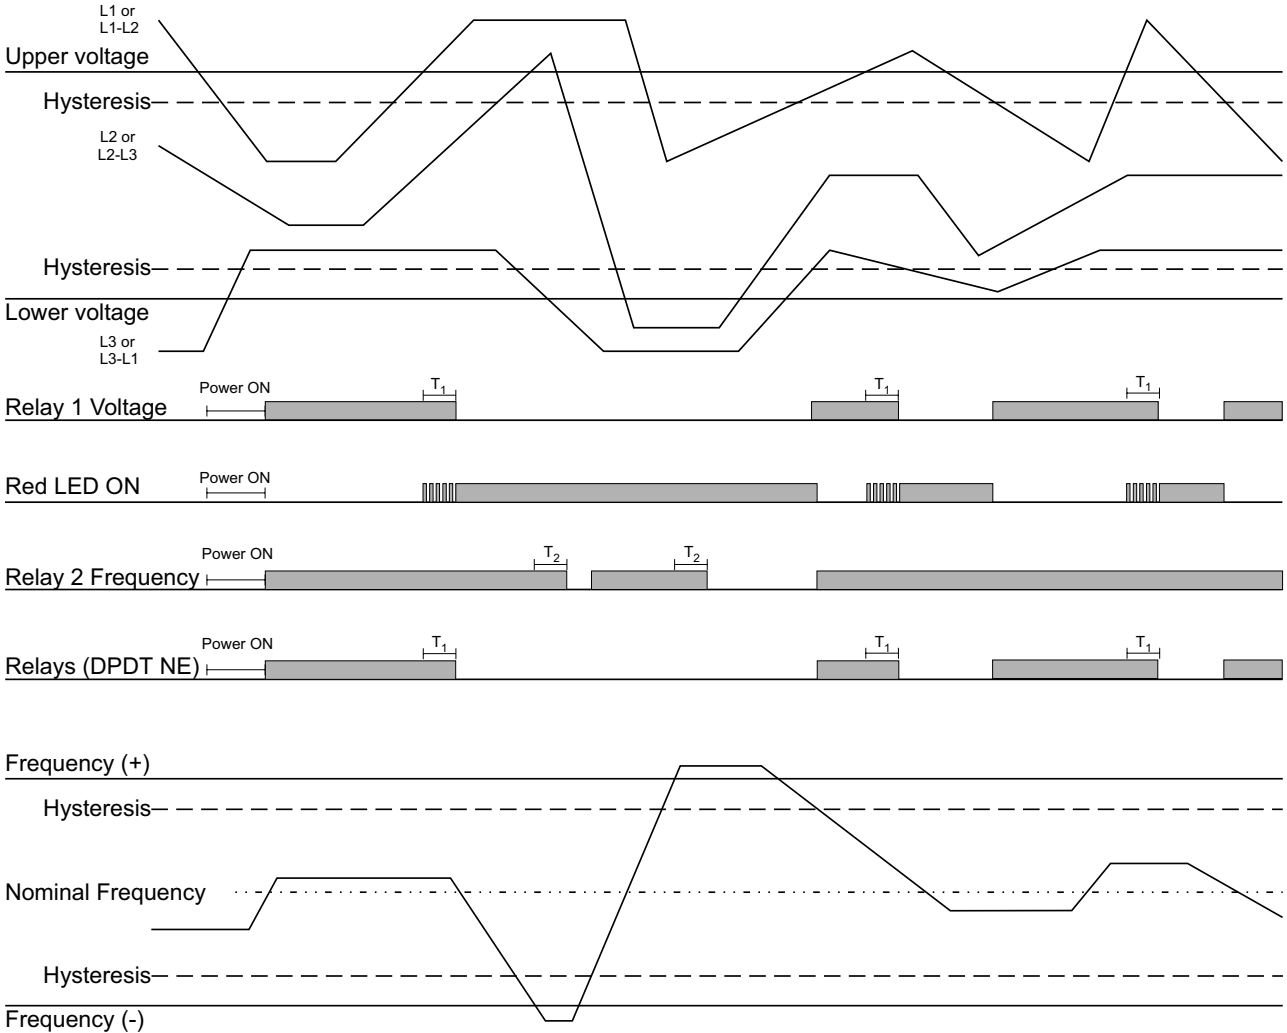 L1 or
L1-L2
Upper voltage
Hysteresis
L2 or
L2-L3
Hysteresis
Lower voltage
L3 or
L3-L1
Power ON
T1
T1
T1
Relay 1 Voltage
Power ON
Red LED ON
Power ON
T2
T2
Relay 2 Frequency
Power ON
T1
T1
T1
Relays (DPDT NE)
Frequency (+)
Hysteresis
Nominal Frequency
Hysteresis
Frequency (-)